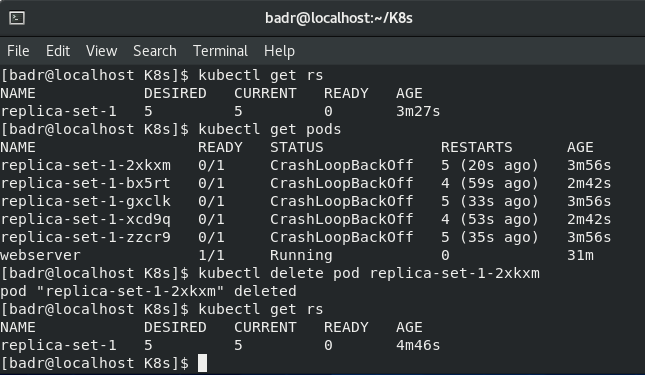 badr@localhost:~/K8s
File Edit View Search Terminal Help
[badr@localhost K8s]$ kubectl get rs
NAME DESIRED CURRENT READY AGE
replica-set-1 5 5 0 3m27s
[badr@localhost K8s]$ kubectl get pods
NAME READY STATUS RESTARTS AGE
replica-set-1-2xkxm 0/1 CrashLoopBackOff 5 (20s ago) 3m56s
replica-set-1-bx5rt 0/1 CrashLoopBackOff 4 (59s ago) 2m42s
replica-set-1-gxclk 0/1 CrashLoopBackOff 5 (33s ago) 3m56s
replica-set-1-xcd9q 0/1 CrashLoopBackOff 4 (53s ago) 2m42s
replica-set-1-zzcr9 0/1 CrashLoopBackOff 5 (35s ago) 3m56s
webserver 1/1 Running 0 31m
[badr@localhost K8s]$ kubectl delete pod replica-set-1-2xkxm
pod "replica-set-1-2xkxm" deleted
[badr@localhost K8s]$ kubectl get rs
NAME DESIRED CURRENT READY AGE
replica-set-1 5 5 0 4m46s
[badr@localhost K8s]$